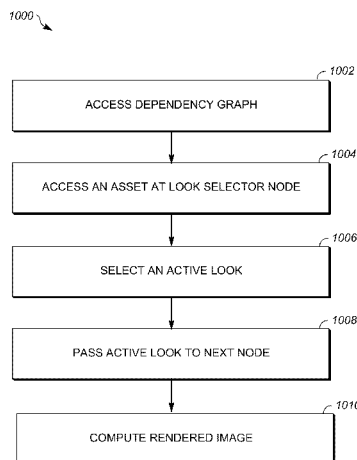 1000
1002
ACCESS DEPENDENCY GRAPH
1004
ACCESS AN ASSET AT LOOK SELECTOR NODE
1006
SELECT AN ACTIVE LOOK
1008
PASS ACTIVE LOOK TO NEXT NODE
1010
COMPUTE RENDERED IMAGE